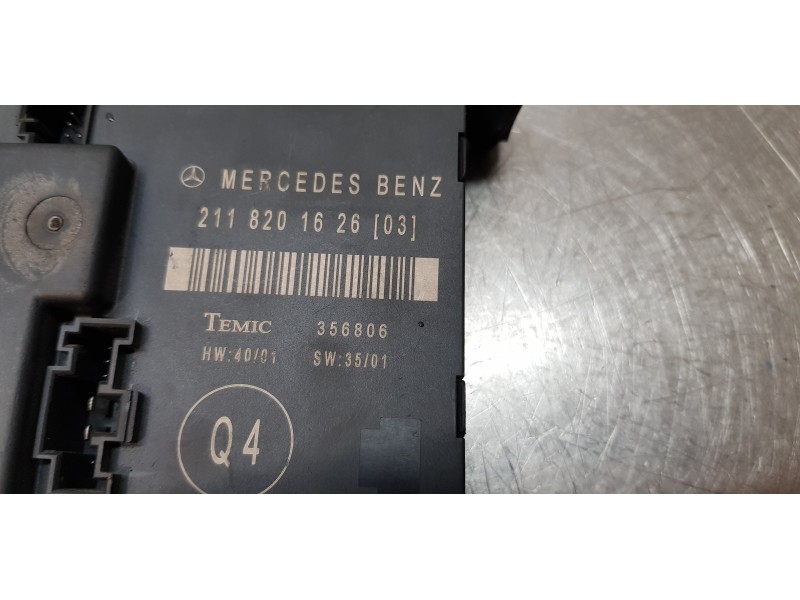 MERCEDES BENZ
211 820 16 26 [03]
TEMIC 356806
HW:40/01 SW:35/01
Q4